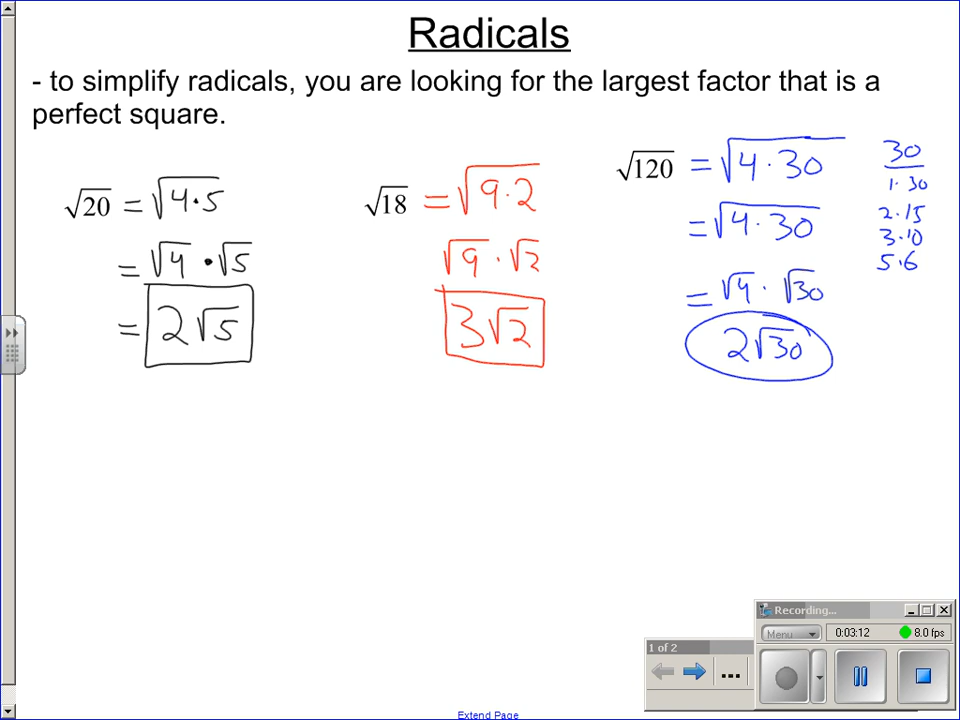 Radicals
- to simplify radicals, you are looking for the largest factor that is a
perfect square.
√20 = √4·5
= √4 · √5
= 2√5
√18 = √9·2
√9 · √2
3√2
√120 = √4·30
= √4·30
= √4 · √30
2√30
30
1·30
2·15
3·10
5·6
Recording...
Menu
0:03:12
8.0 fps
1 of 2
...
Extend Page